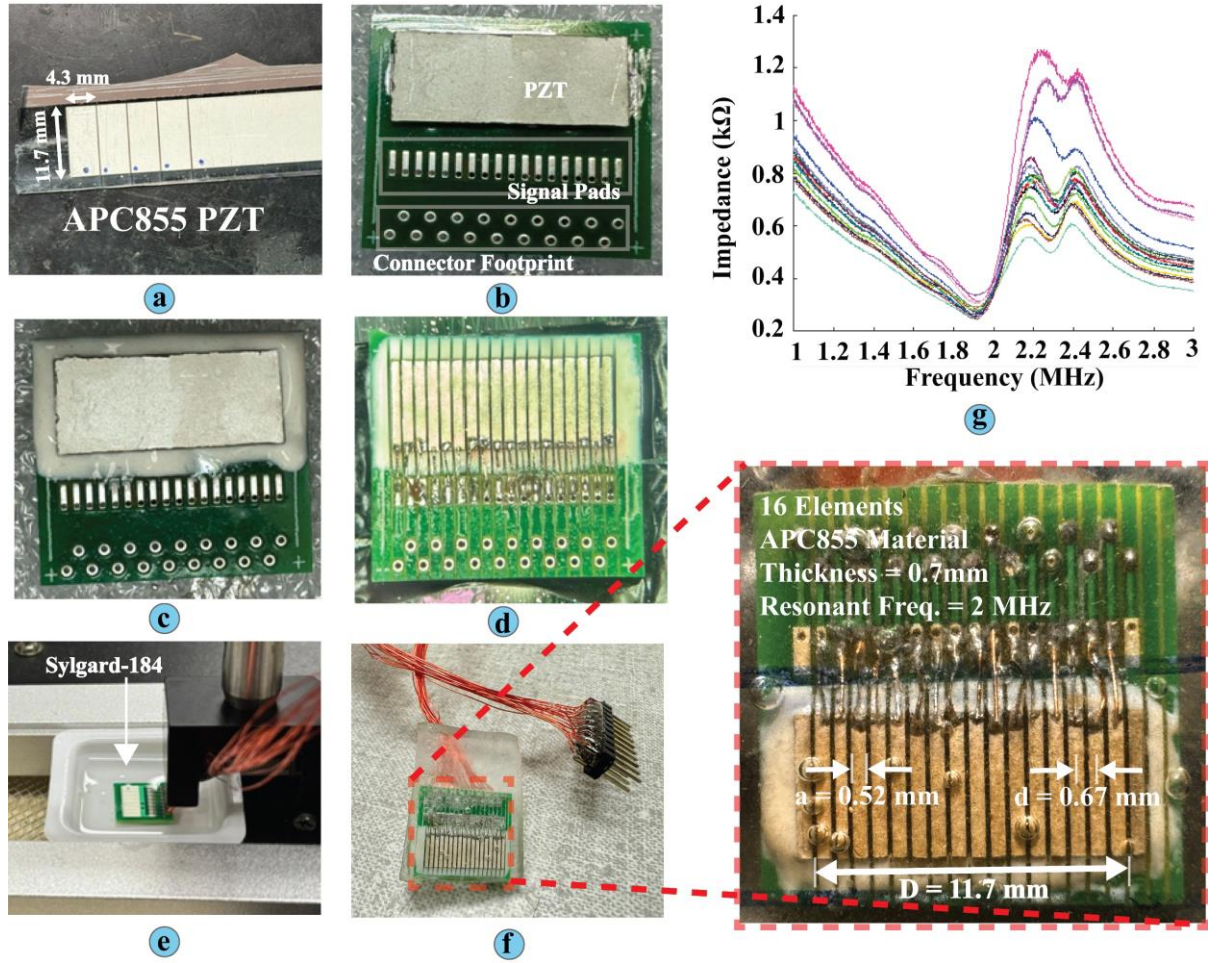 4.3 mm
11.7 mm
APC855 PZT
a
PZT
Signal Pads
Connector Footprint
b
c
d
Sylgard-184
e
f
Impedance (kΩ)
1.4
1.2
1
0.8
0.6
0.4
0.2
1 1.2 1.4 1.6 1.8 2 2.2 2.4 2.6 2.8 3
Frequency (MHz)
g
16 Elements
APC855 Material
Thickness = 0.7mm
Resonant Freq. = 2 MHz
a = 0.52 mm
d = 0.67 mm
D = 11.7 mm